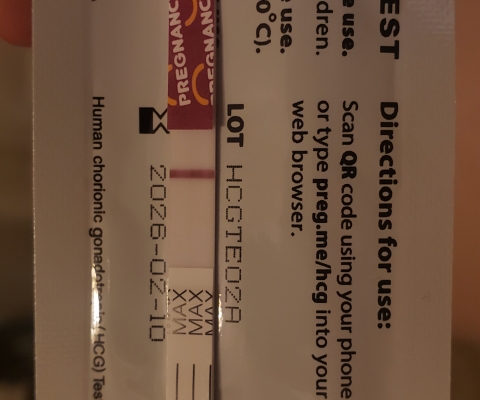 EST
Directions for use:
Scan QR code using your phone
or type preg.me/hcg into your
web browser.
e use.
dren.
use.
0°C).
LOT HCGTE02A
PREGNANC
PREGNANC
MAX
MAX
MAX
2026-02-10
Human chorionic gonadotropin (HCG) Tes